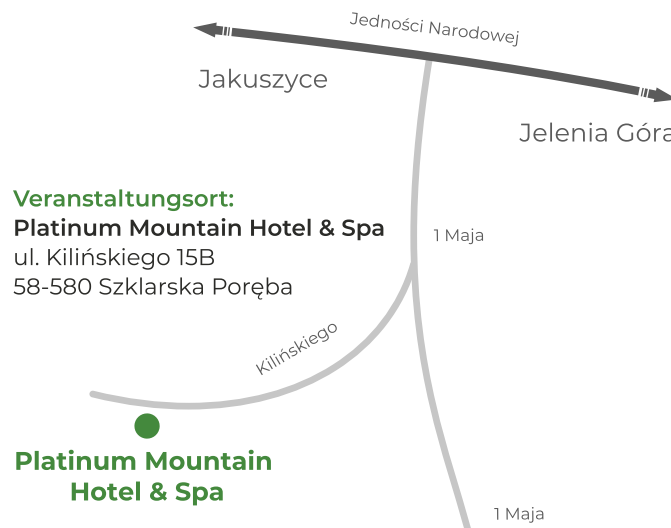 Jedności Narodowej
Jakuszyce
Jelenia Góra
Veranstaltungsort:
Platinum Mountain Hotel & Spa
ul. Kilińskiego 15B
58-580 Szklarska Poręba
1 Maja
Kilińskiego
Platinum Mountain
Hotel & Spa
1 Maja